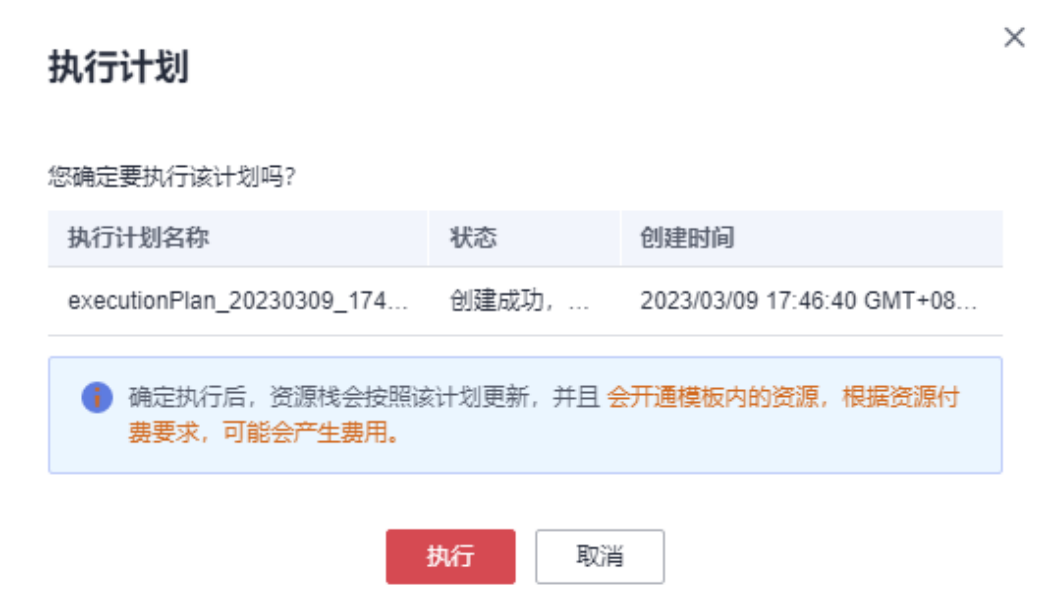 执行计划
您确定要执行该计划吗?
执行计划名称 状态 创建时间
executionPlan_20230309_174... 创建成功, ... 2023/03/09 17:46:40 GMT+08...
确定执行后，资源栈会按照该计划更新，并且 会开通模板内的资源，根据资源付
费要求，可能会产生费用。
执行 取消